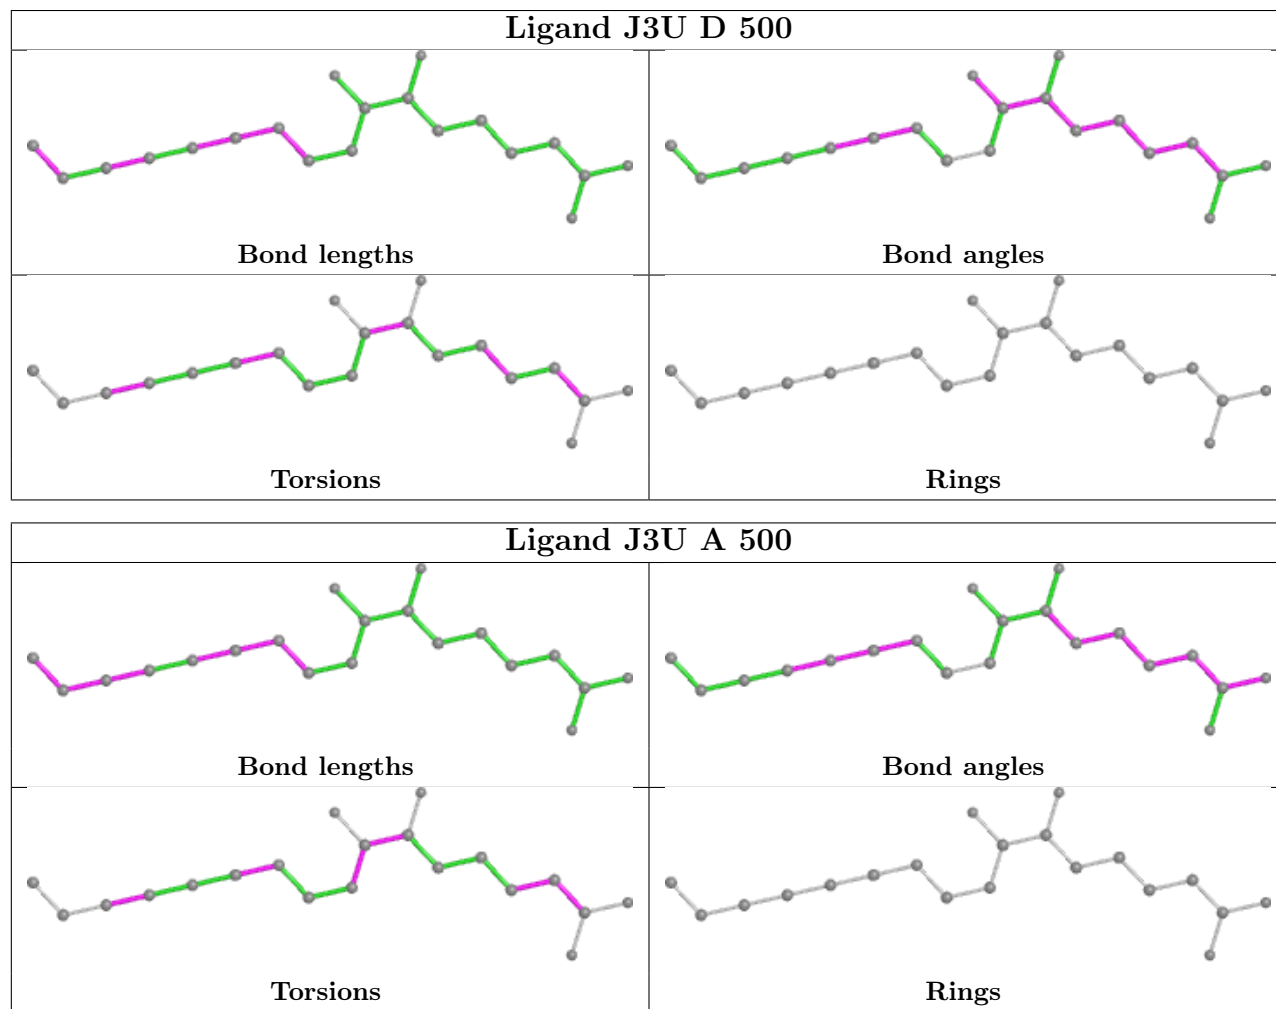 Ligand J3U D 500
Bond lengths
Bond angles
Torsions
Rings
Ligand J3U A 500
Bond lengths
Bond angles
Torsions
Rings